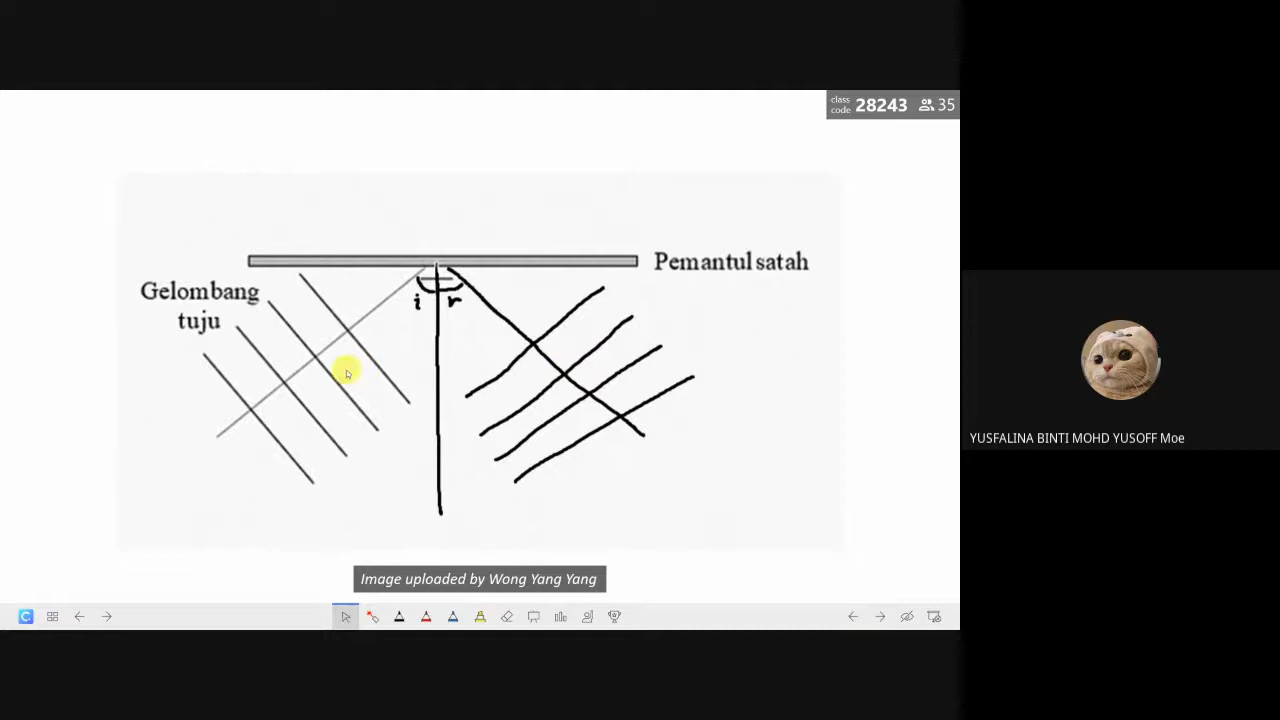 class
code 28243 35
Pemantul satah
Gelombang
tuju
i r
YUSFALINA BINTI MOHD YUSOFF Moe
Image uploaded by Wong Yang Yang
C